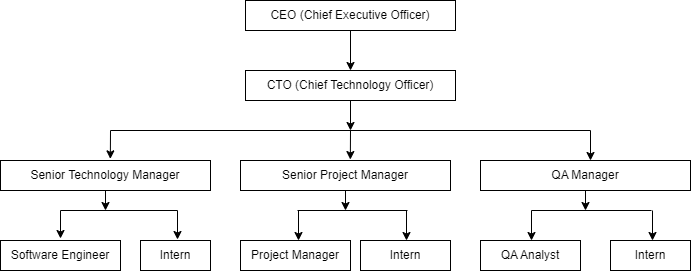 CEO (Chief Executive Officer)
CTO (Chief Technology Officer)
Senior Technology Manager
Senior Project Manager
QA Manager
Software Engineer
Intern
Project Manager
Intern
QA Analyst
Intern